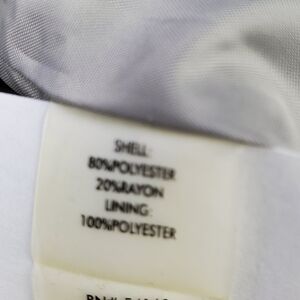 SHELL:
80%POLYESTER
20%RAYON
LINING:
100%POLYESTER